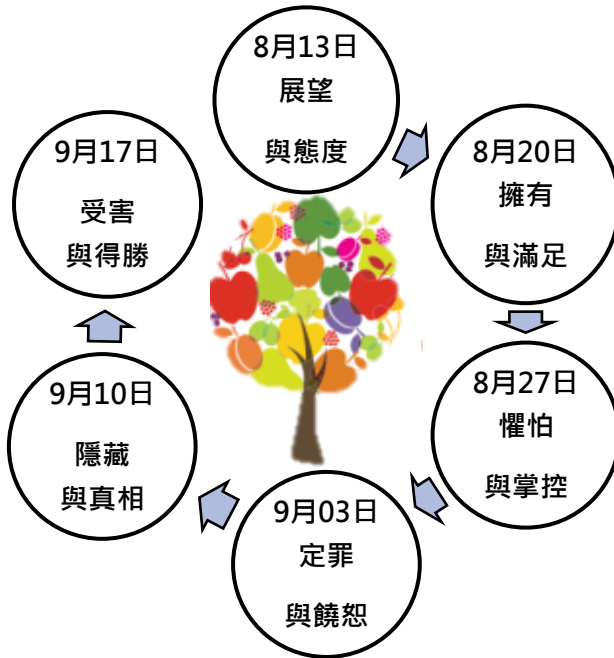 8月13日
展望
與態度
8月20日
擁有
與滿足
8月27日
懼怕
與掌控
9月03日
定罪
與饒恕
9月10日
隱藏
與真相
9月17日
受害
與得勝